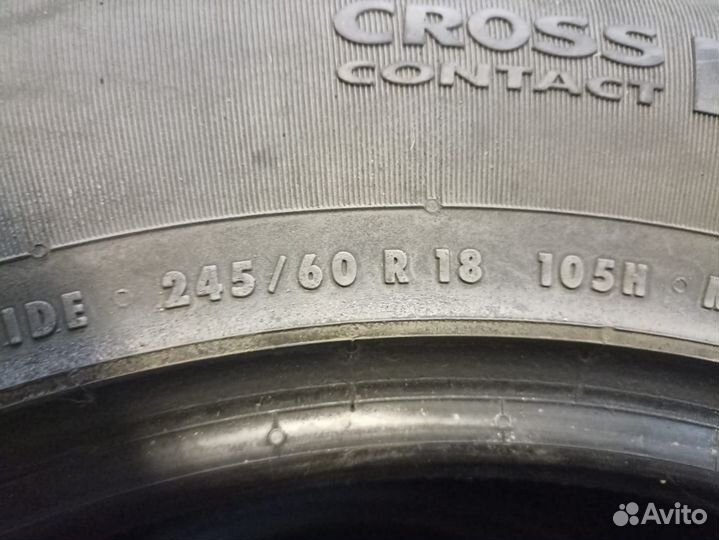 CROSS
CONTACT
IDE 245/60 R 18 105H
Avito